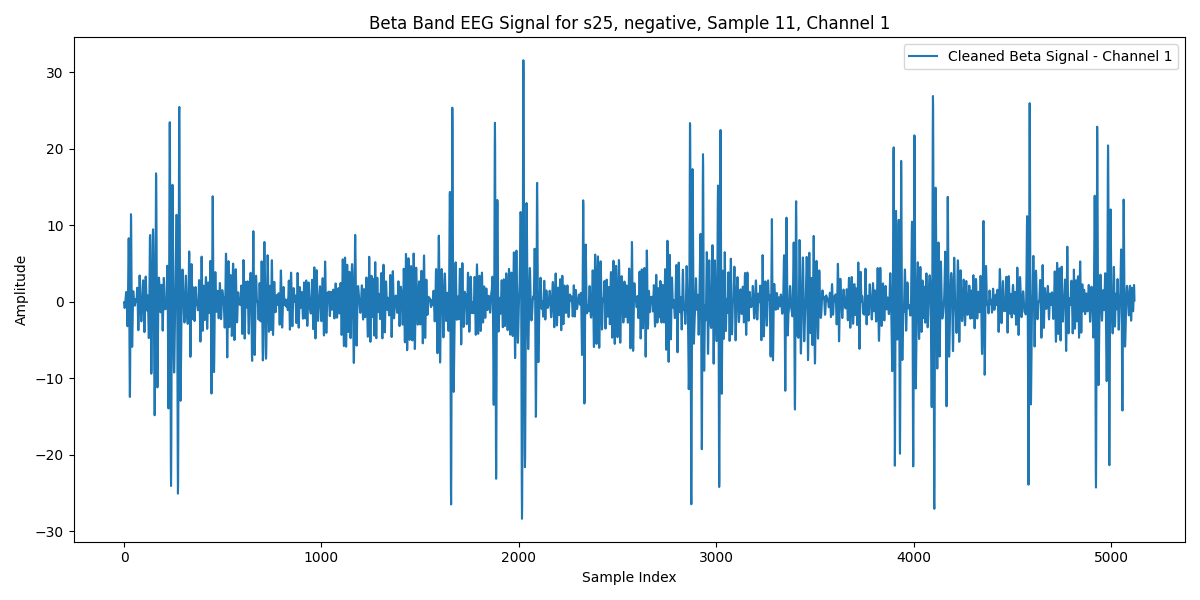 Beta Band EEG Signal for s25, negative, Sample 11, Channel 1
Cleaned Beta Signal - Channel 1
Amplitude
30
20
10
0
−10
−20
−30
0 1000 2000 3000 4000 5000
Sample Index